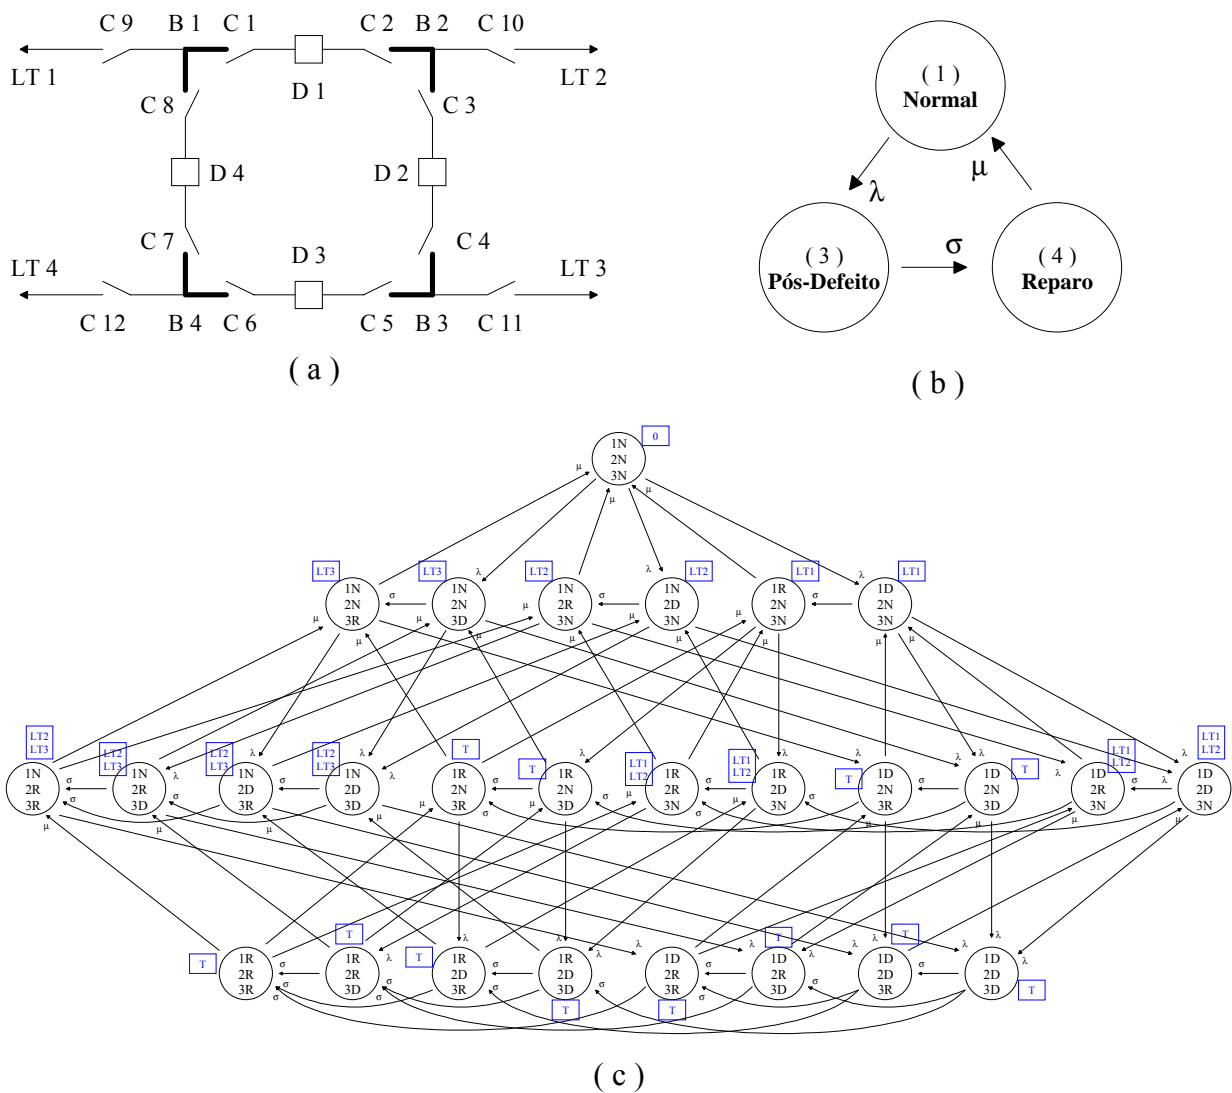 C 9 B 1 C 1 C 2 B 2 C 10
LT 1 D 1 LT 2
C 8 C 3
D 4 D 2
C 7 C 4
LT 4 D 3 LT 3
C 12 B 4 C 6 C 5 B 3 C 11
( a )
( 1 )
Normal
λ μ
( 3 )
Pós-Defeito
σ
( 4 )
Reparo
( b )
0
1N
2N
3N
μ μ μ
LT3 LT3 LT2 LT2 LT1 LT1
λ λ λ
1N 1N 1N 1N 1R 1D
2N 2N 2R 2D 2N 2N
3R 3D 3N 3N 3N 3N
σ σ σ
μ μ μ μ μ μ
μ μ μ μ μ μ
LT2 LT2 LT2 LT2 T T LT1 LT1 T T LT1 LT1
LT3 LT3 LT3 LT3 LT2 LT2 LT2 LT2
λ λ λ λ λ λ λ λ λ λ λ λ
1N 1N 1N 1N 1R 1R 1R 1R 1D 1D 1D 1D
2R 2R 2D 2D 2N 2N 2R 2D 2N 2N 2R 2D
3R 3D 3R 3D 3R 3D 3N 3N 3R 3D 3N 3N
σ σ σ σ σ σ
σ σ σ σ σ σ
μ μ μ μ μ μ μ μ μ μ μ μ
T T T T T T
λ λ λ λ λ λ λ λ λ λ λ λ
1R 1R 1R 1R 1D 1D 1D 1D
2R 2R 2D 2D 2R 2R 2D 2D
3R 3D 3R 3D 3R 3D 3R 3D
σ σ σ σ
σ σ σ σ σ σ σ σ
T T T
( c )